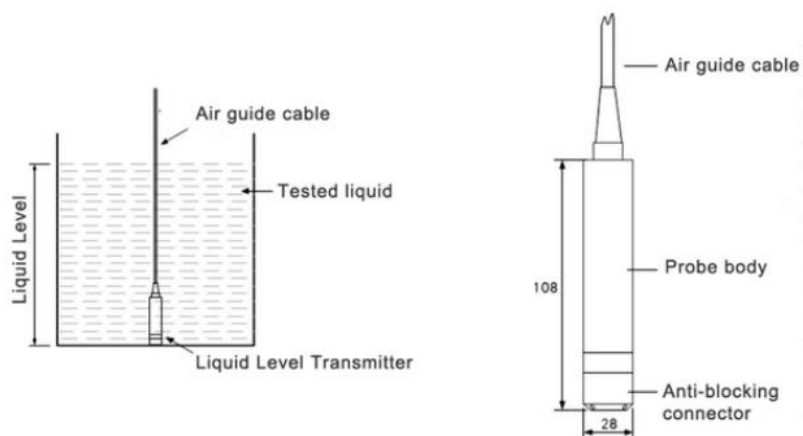 Air guide cable
Tested liquid
Liquid Level
Liquid Level Transmitter
Air guide cable
Probe body
108
Anti-blocking
connector
28